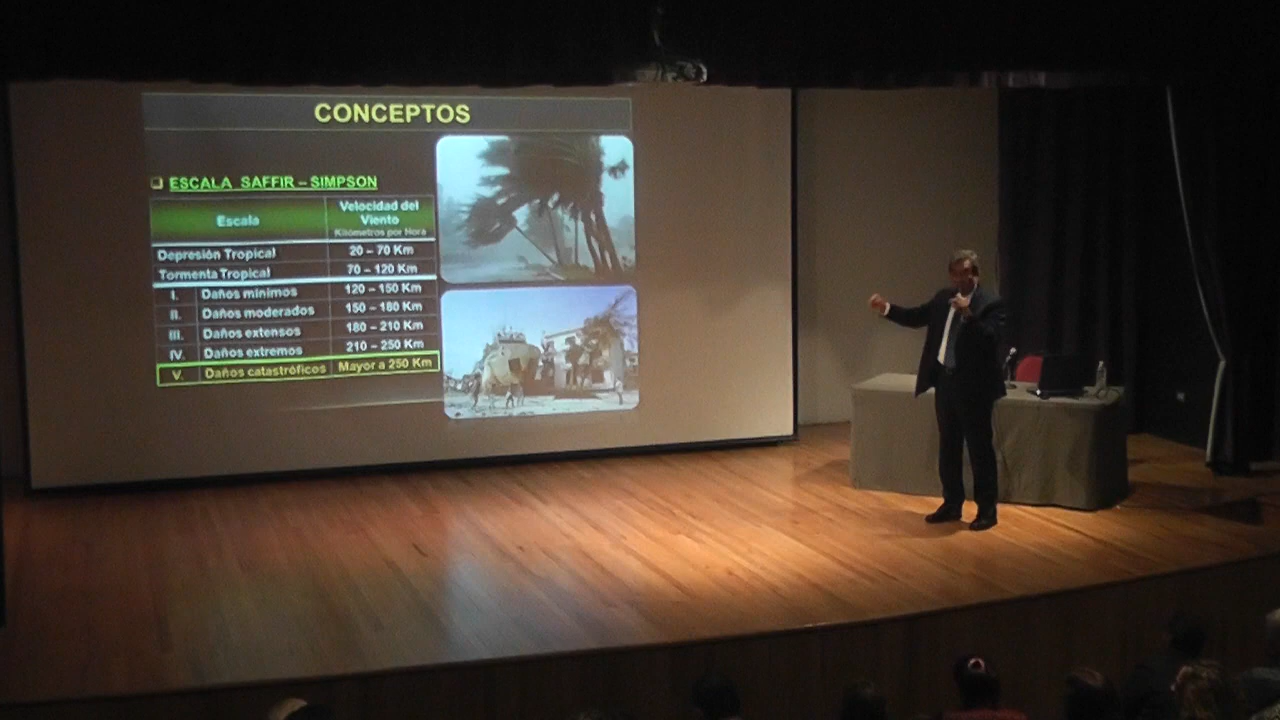 CONCEPTOS
ESCALA SAFFIR – SIMPSON
Escala Velocidad del Viento
Kilómetros por Hora
Depresión Tropical 20 – 70 Km
Tormenta Tropical 70 – 120 Km
I. Daños mínimos 120 – 150 Km
II. Daños moderados 150 – 180 Km
III. Daños extensos 180 – 210 Km
IV. Daños extremos 210 – 250 Km
V. Daños catastróficos Mayor a 250 Km